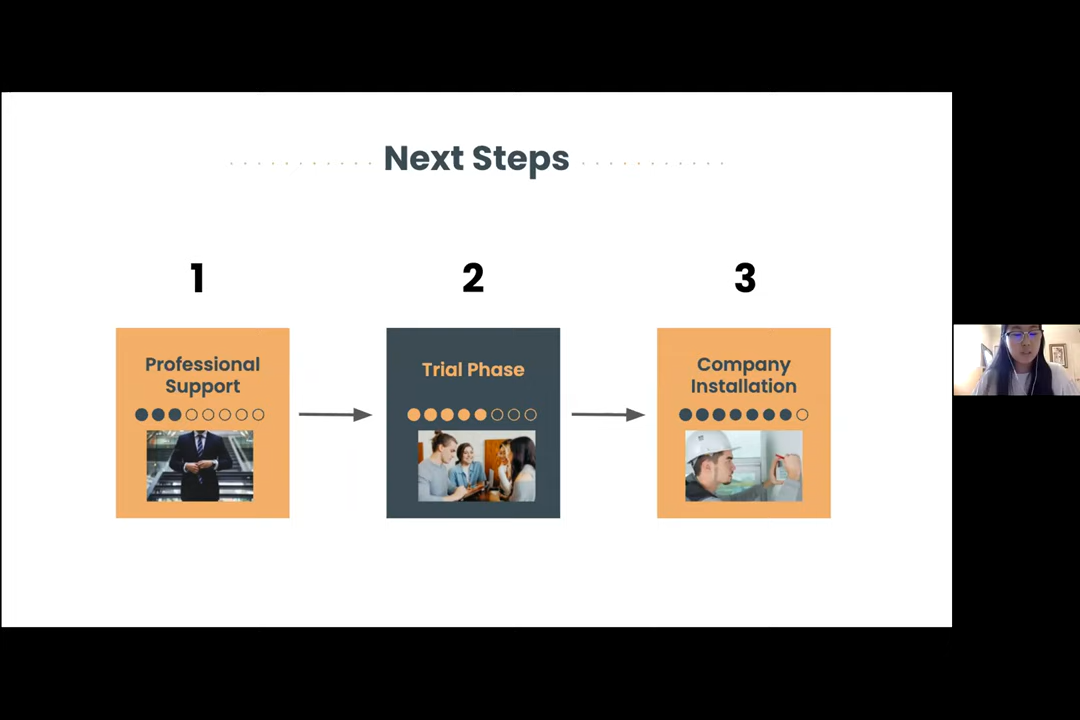 Next Steps
1
2
3
Professional
Support
Trial Phase
Company
Installation